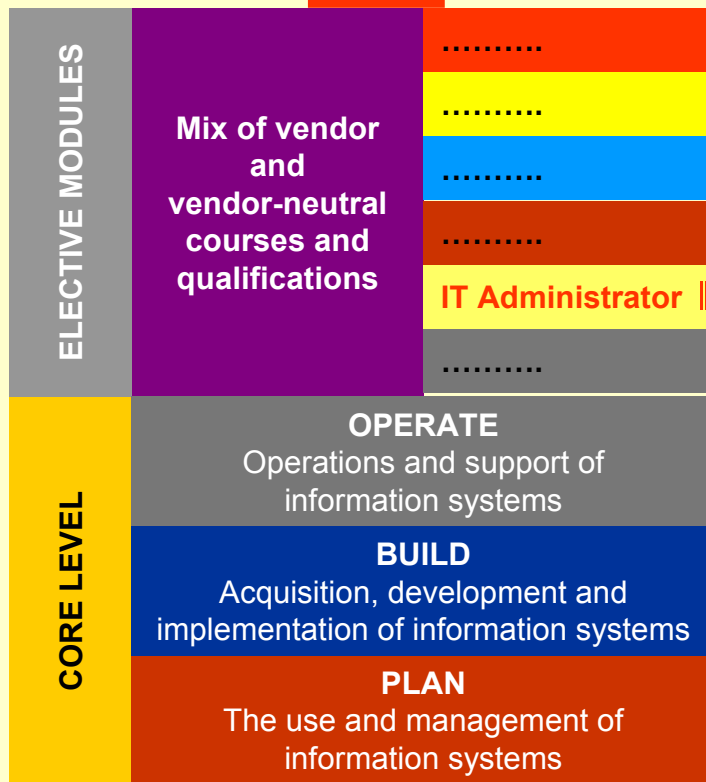 ELECTIVE MODULES
Mix of vendor
and
vendor-neutral
courses and
qualifications
..........
..........
..........
..........
IT Administrator
..........
CORE LEVEL
OPERATE
Operations and support of
information systems
BUILD
Acquisition, development and
implementation of information systems
PLAN
The use and management of
information systems